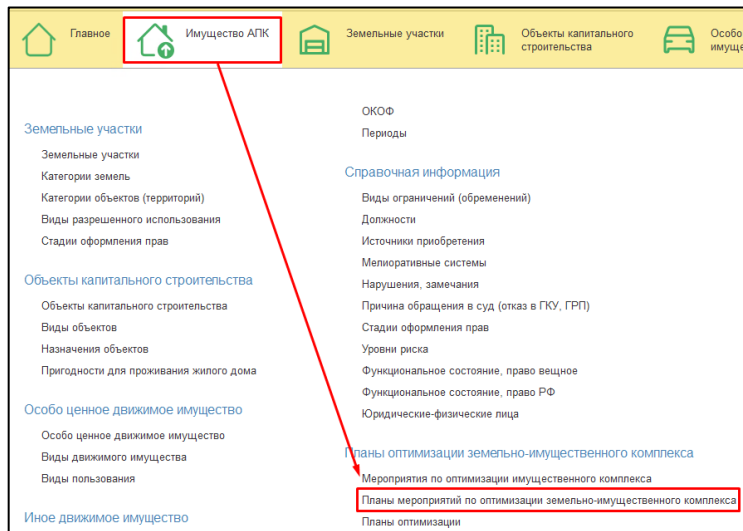 Главное
Имущество АПК
Земельные участки
Объекты капитального
строительства
Особо
имуще
Земельные участки
Земельные участки
Категории земель
Категории объектов (территорий)
Виды разрешенного использования
Стадии оформления прав
Объекты капитального строительства
Объекты капитального строительства
Виды объектов
Назначения объектов
Пригодности для проживания жилого дома
Особо ценное движимое имущество
Особо ценное движимое имущество
Виды движимого имущества
Виды пользования
Иное движимое имущество
ОКОФ
Периоды
Справочная информация
Виды ограничений (обременений)
Должности
Источники приобретения
Мелиоративные системы
Нарушения, замечания
Причина обращения в суд (отказ в ГКУ, ГРП)
Стадии оформления прав
Уровни риска
Функциональное состояние, право вещное
Функциональное состояние, право РФ
Юридические-физические лица
Планы оптимизации земельно-имущественного комплекса
Мероприятия по оптимизации имущественного комплекса
Планы мероприятий по оптимизации земельно-имущественного комплекса
Планы оптимизации